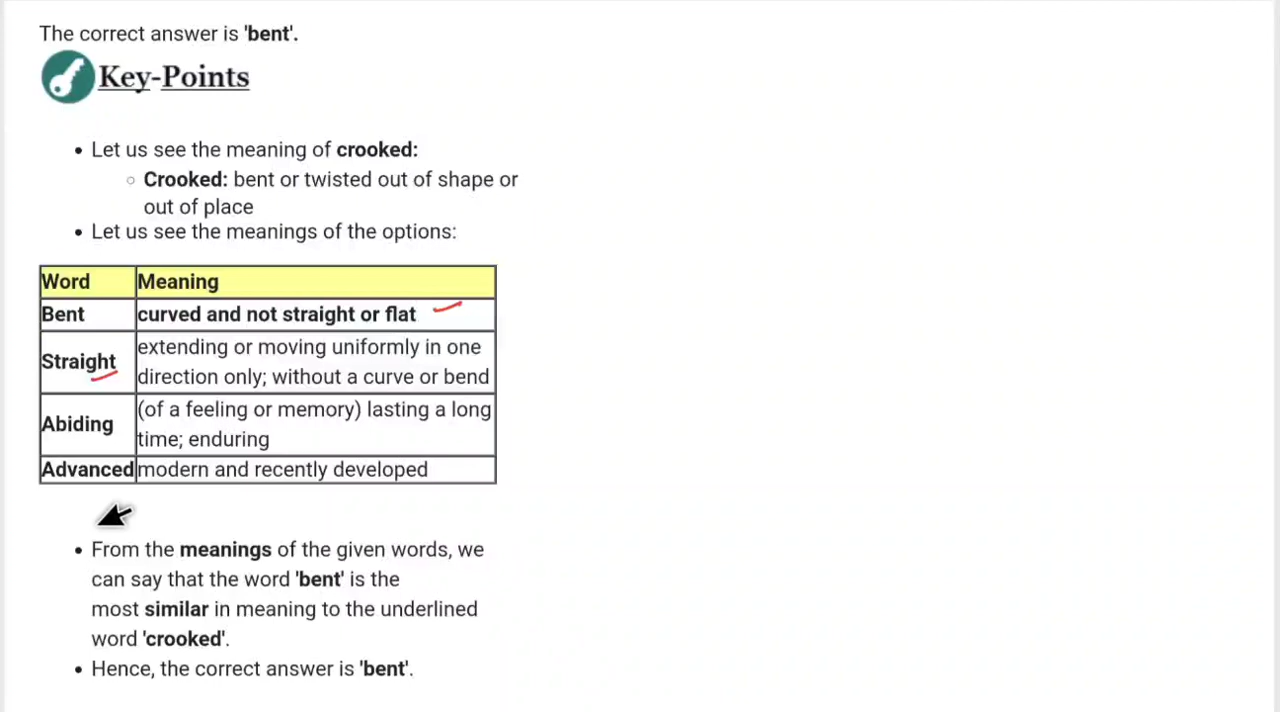 The correct answer is 'bent'.
Key-Points
• Let us see the meaning of crooked:
○ Crooked: bent or twisted out of shape or
out of place
• Let us see the meanings of the options:
Word Meaning
Bent curved and not straight or flat
Straight extending or moving uniformly in one
direction only; without a curve or bend
Abiding (of a feeling or memory) lasting a long
time; enduring
Advanced modern and recently developed
• From the meanings of the given words, we
can say that the word 'bent' is the
most similar in meaning to the underlined
word 'crooked'.
• Hence, the correct answer is 'bent'.